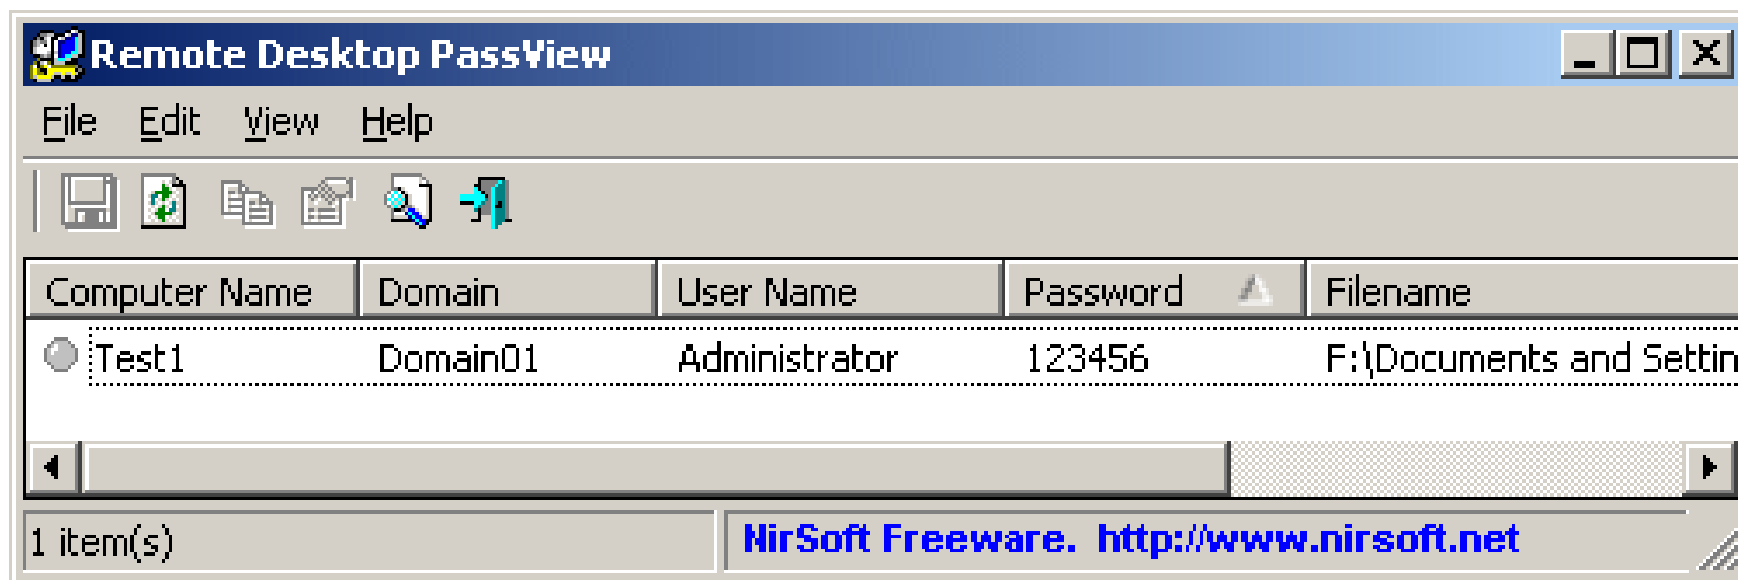 Remote Desktop PassView
File Edit View Help
Computer Name Domain User Name Password Filename
Test1 Domain01 Administrator 123456 F:\Documents and Settin
1 item(s) NirSoft Freeware. http://www.nirsoft.net